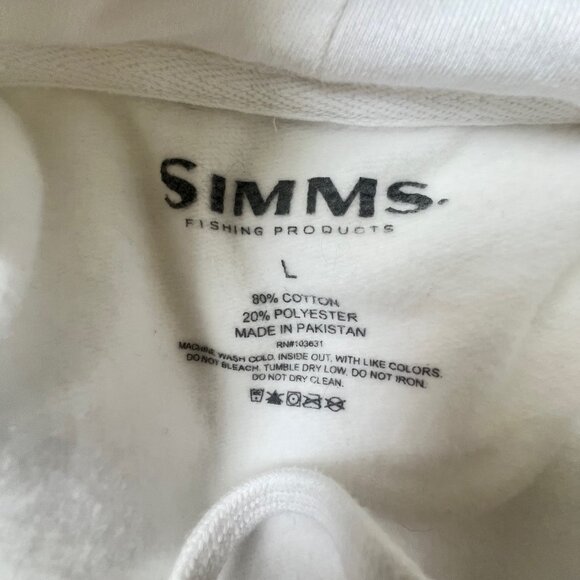 SIMMS.
FISHING PRODUCTS
L
80% COTTON
20% POLYESTER
MADE IN PAKISTAN
RN#103631
MACHINE WASH COLD, INSIDE OUT, WITH LIKE COLORS.
DO NOT BLEACH. TUMBLE DRY LOW. DO NOT IRON.
DO NOT DRY CLEAN.